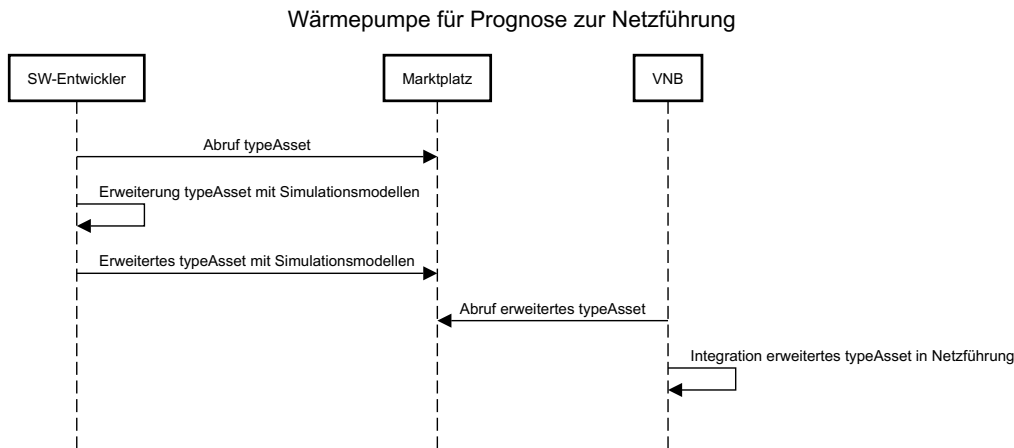 Wärmepumpe für Prognose zur Netzführung
SW-Entwickler
Marktplatz
VNB
Abruf typeAsset
Erweiterung typeAsset mit Simulationsmodellen
Erweitertes typeAsset mit Simulationsmodellen
Abruf erweitertes typeAsset
Integration erweitertes typeAsset in Netzführung